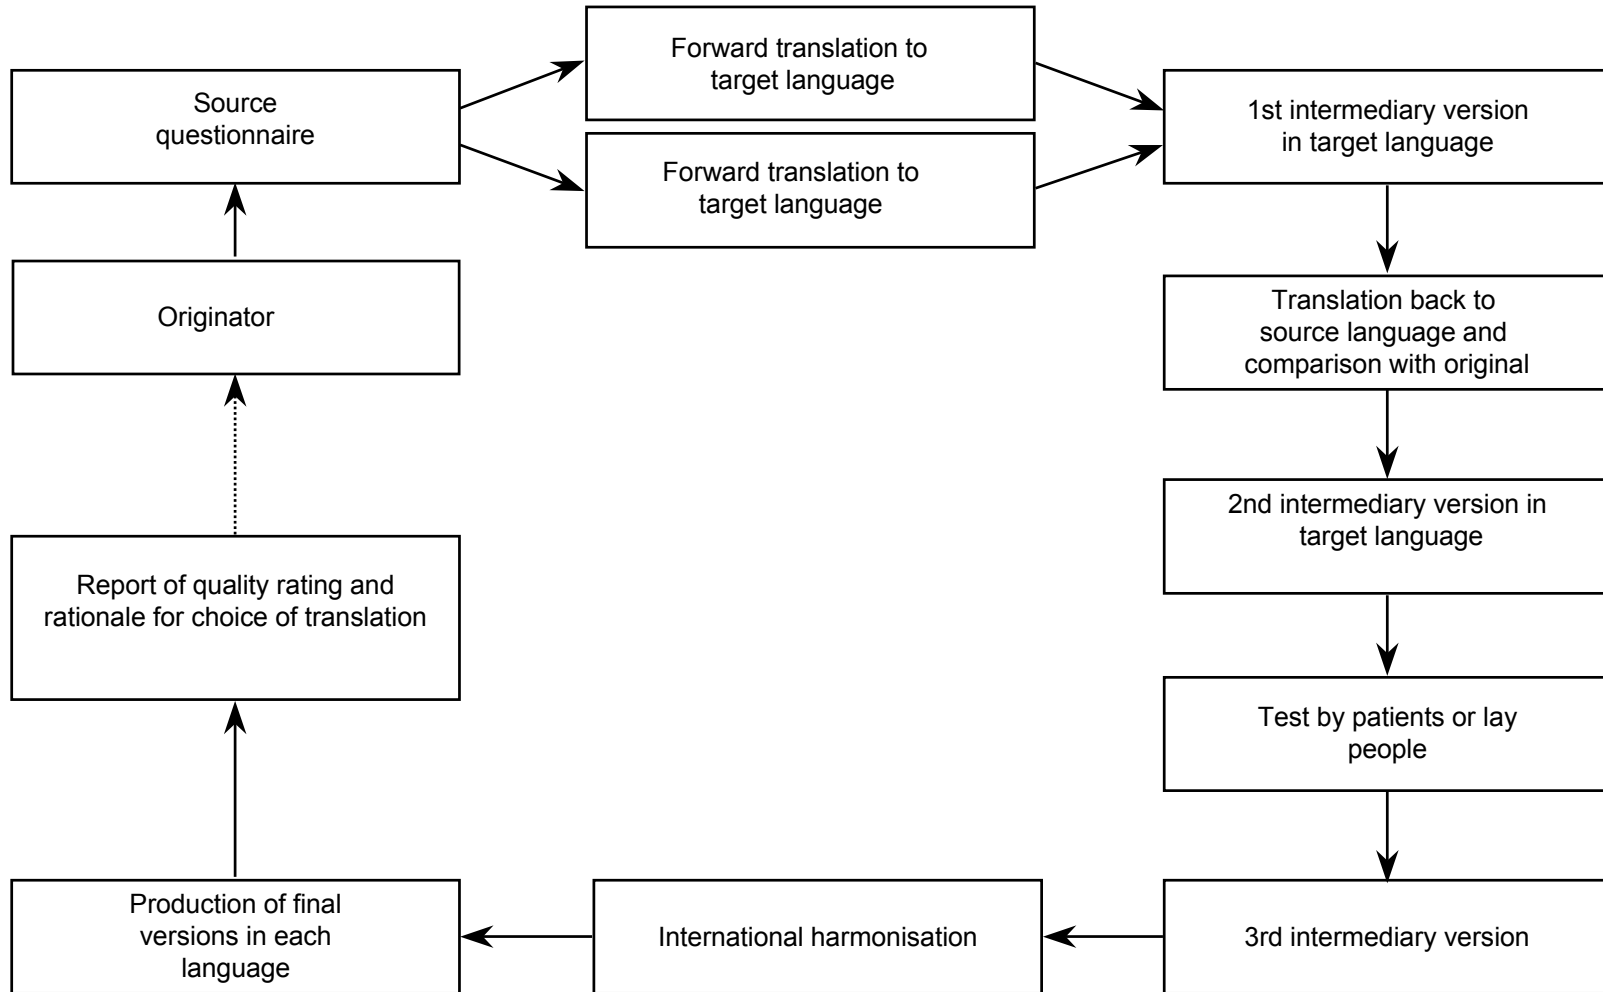 Source
questionnaire
Forward translation to
target language
Forward translation to
target language
1st intermediary version
in target language
Translation back to
source language and
comparison with original
2nd intermediary version in
target language
Test by patients or lay
people
3rd intermediary version
International harmonisation
Production of final
versions in each
language
Report of quality rating and
rationale for choice of translation
Originator